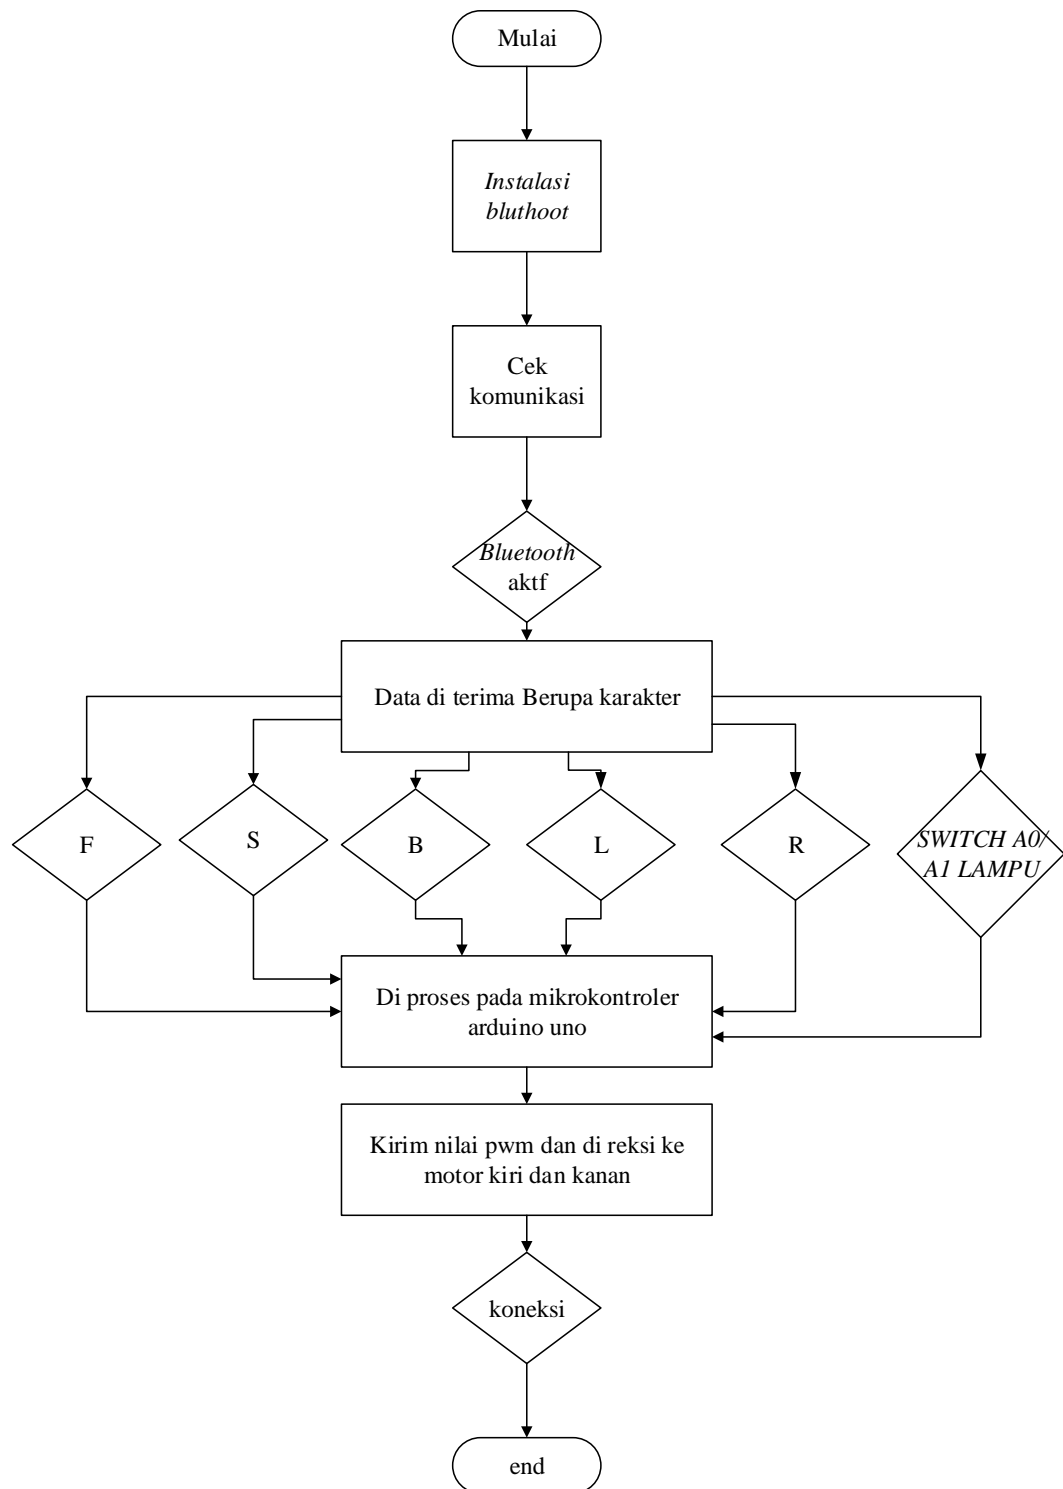 Mulai
Instalasi
bluthoot
Cek
komunikasi
Bluetooth
aktf
Data di terima Berupa karakter
F
S
B
L
R
SWITCH A0/
A1 LAMPU
Di proses pada mikrokontroler
arduino uno
Kirim nilai pwm dan di reksi ke
motor kiri dan kanan
koneksi
end